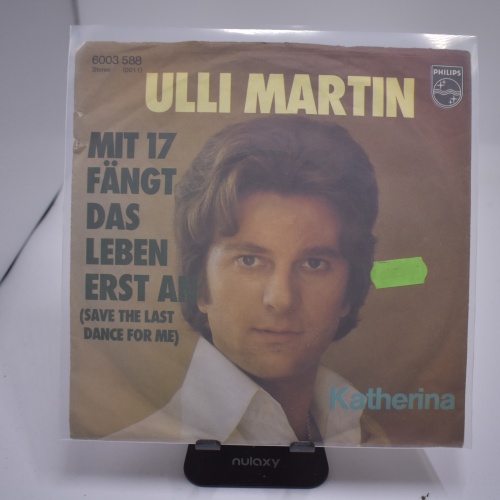 6003 588
Stereo
ULLI MARTIN
PHILIPS
MIT 17
FÄNGT
DAS
LEBEN
ERST AN
(SAVE THE LAST
DANCE FOR ME)
Katherina
nulaxy